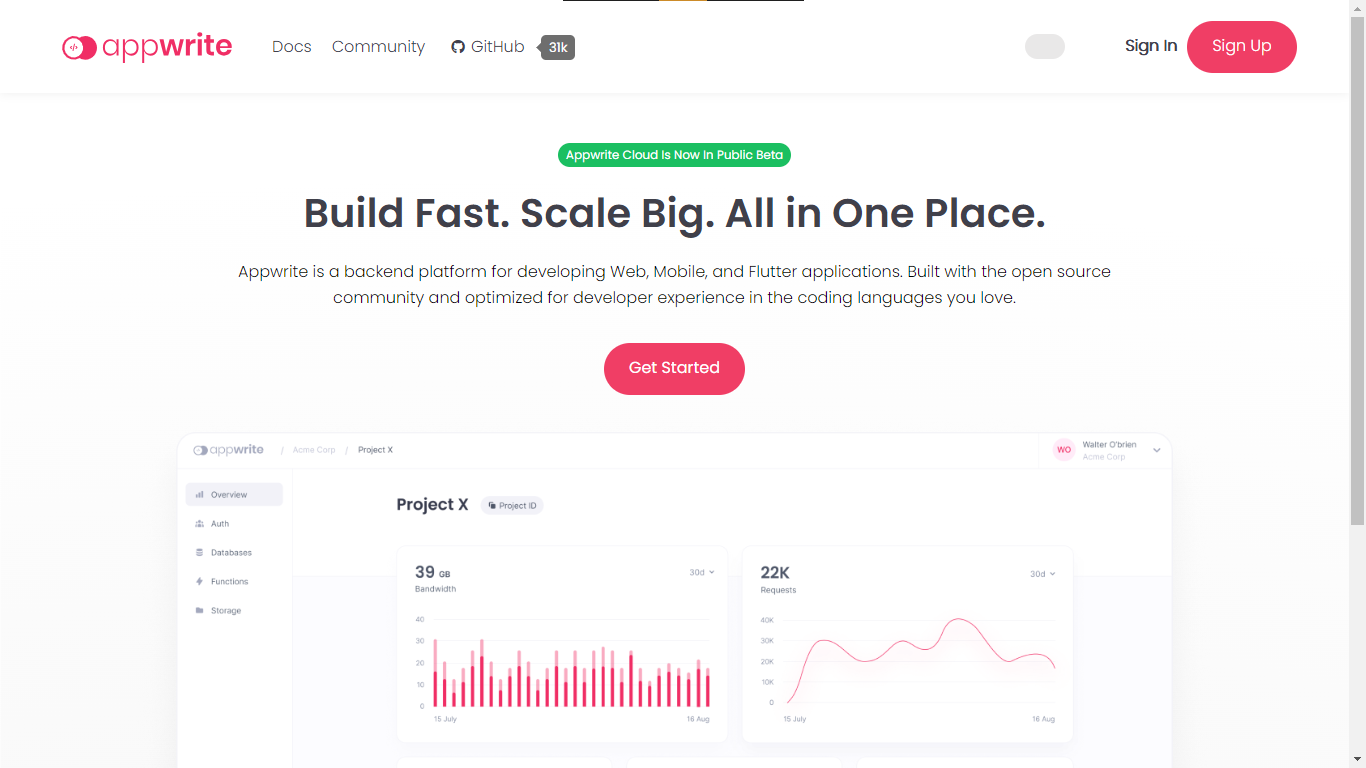 appwrite
Docs Community GitHub 31k
Sign In Sign Up
Appwrite Cloud Is Now In Public Beta
Build Fast. Scale Big. All in One Place.
Appwrite is a backend platform for developing Web, Mobile, and Flutter applications. Built with the open source
community and optimized for developer experience in the coding languages you love.
Get Started
appwrite / Acme Corp / Project X
WO Walter O'brien
Acme Corp
Overview
Auth
Databases
Functions
Storage
Project X Project ID
39 GB 30d
Bandwidth
40
30
20
10
0
15 July 16 Aug
22K 30d
Requests
40K
30K
20K
10K
0
15 July 16 Aug